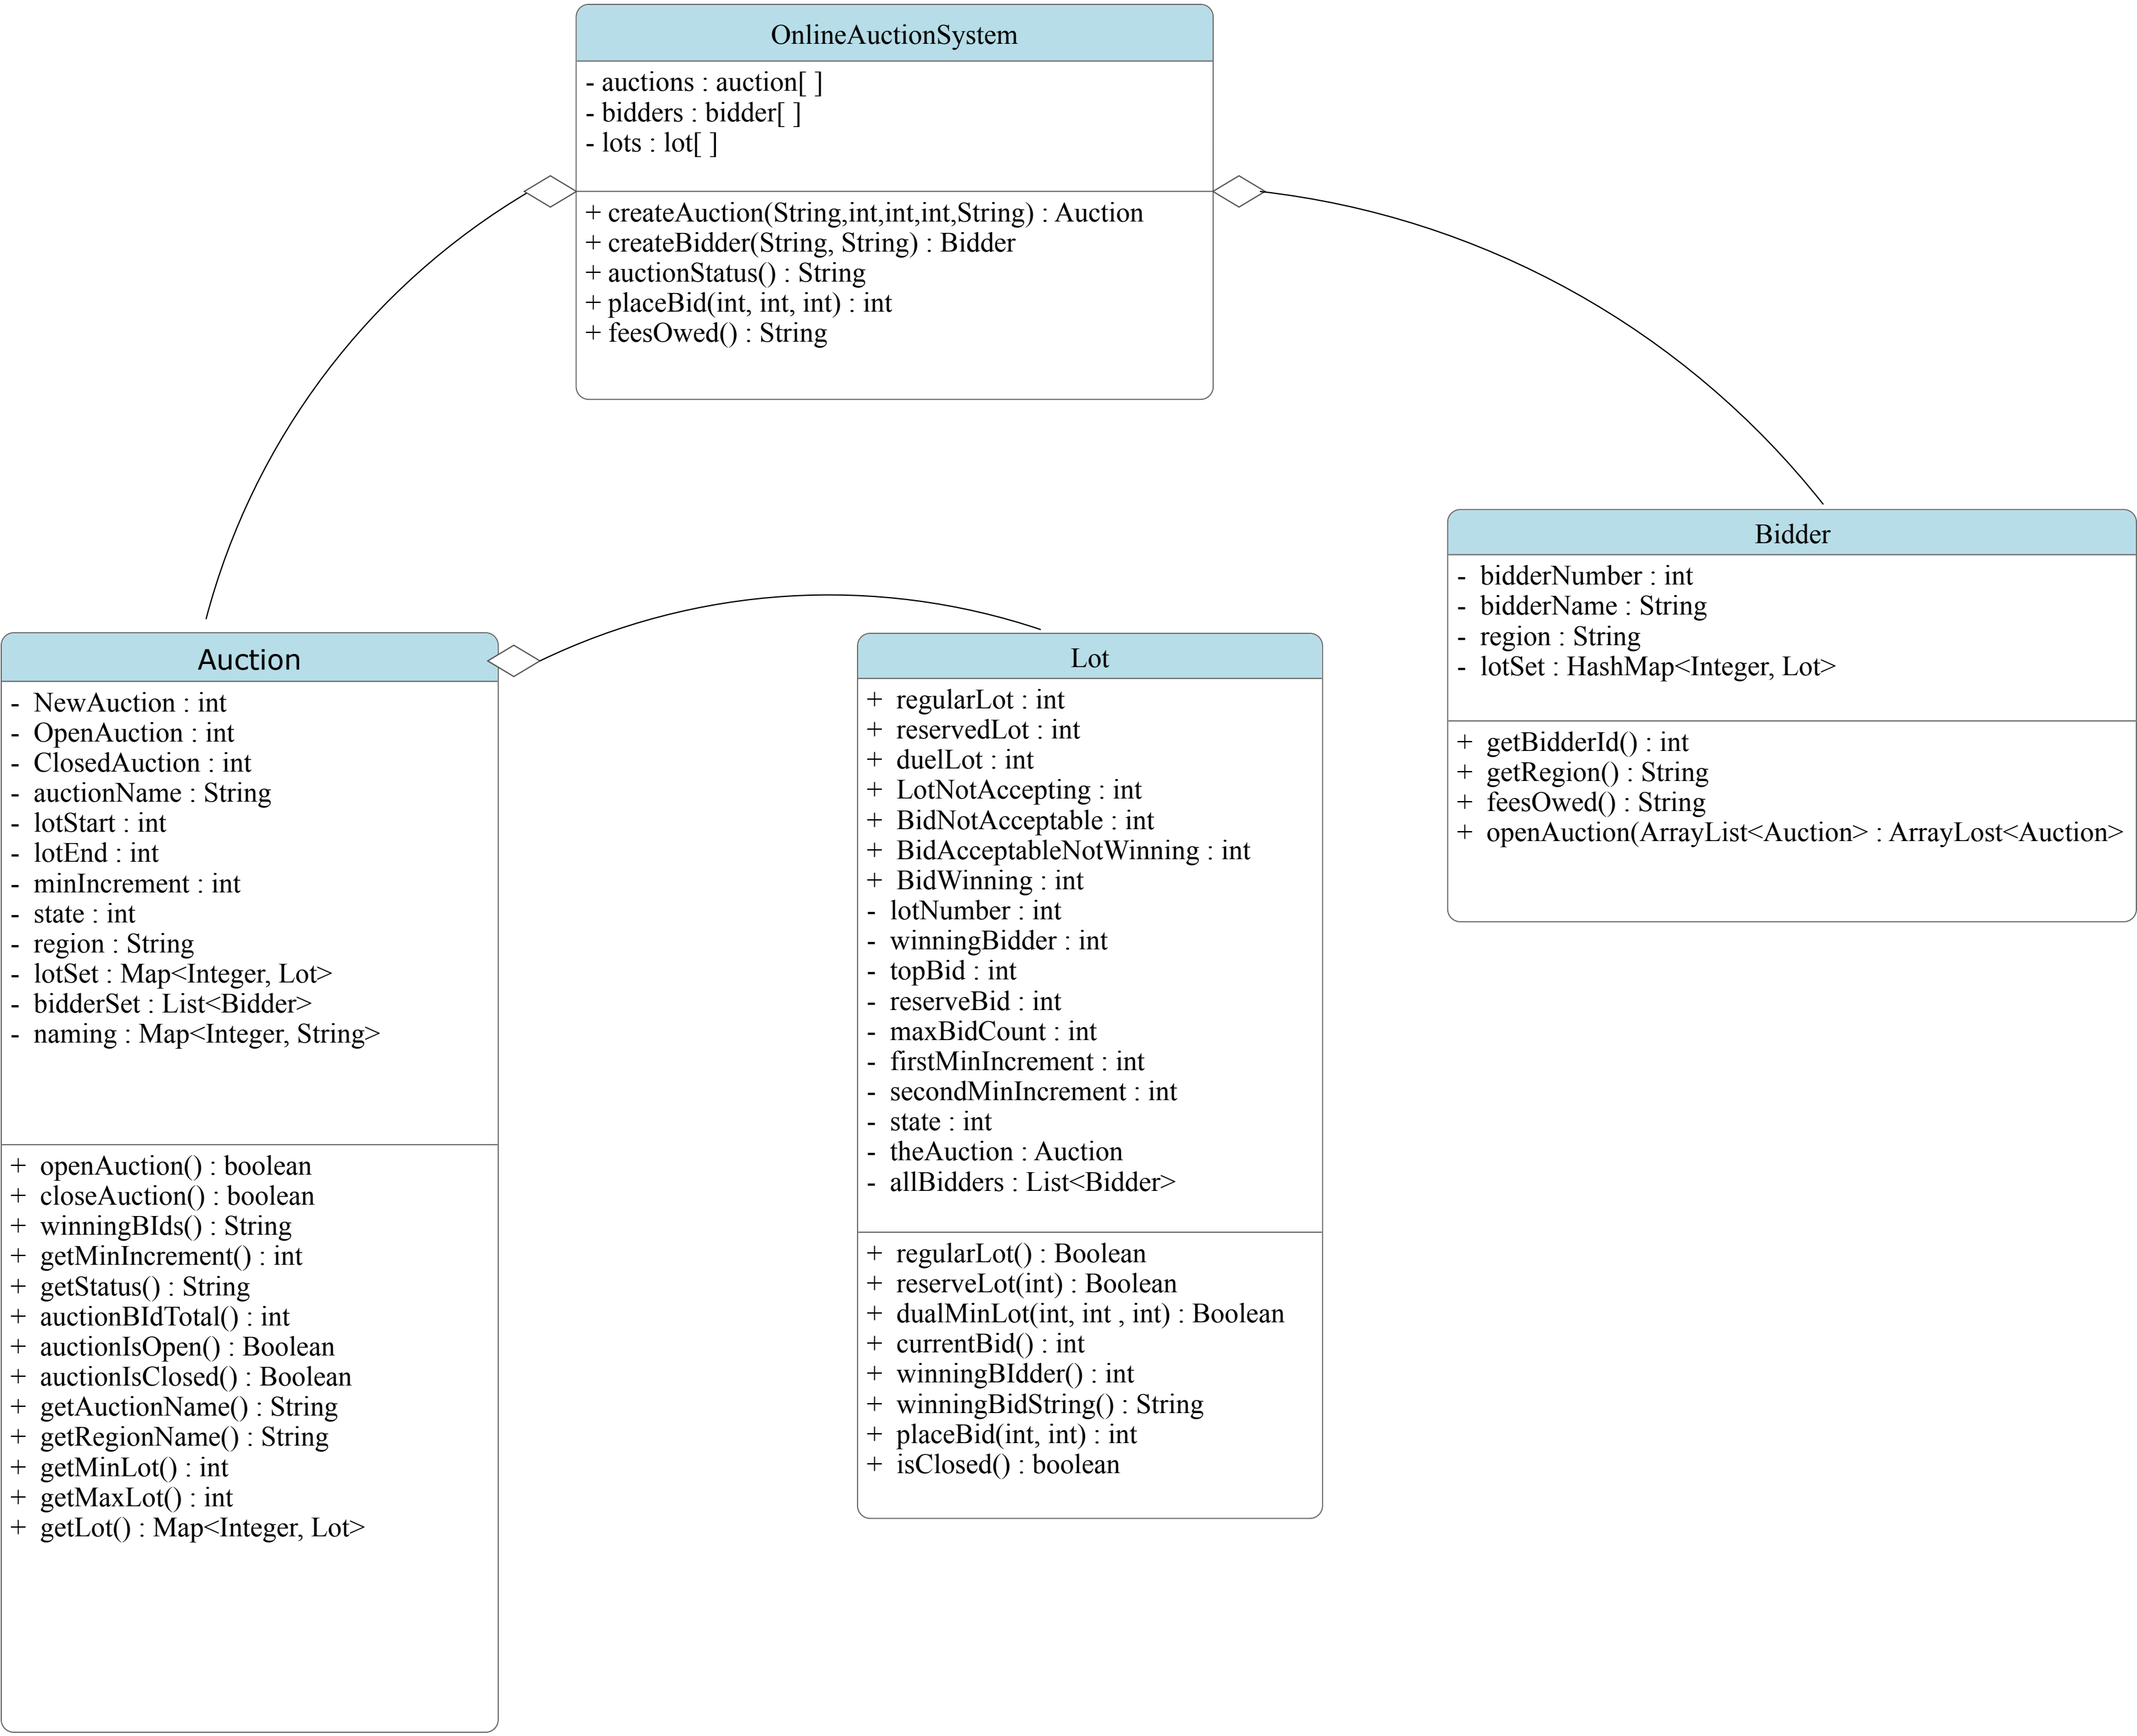 OnlineAuctionSystem
- auctions : auction[ ]
- bidders : bidder[ ]
- lots : lot[ ]
+ createAuction(String,int,int,int,String) : Auction
+ createBidder(String, String) : Bidder
+ auctionStatus() : String
+ placeBid(int, int, int) : int
+ feesOwed() : String
Auction
- NewAuction : int
- OpenAuction : int
- ClosedAuction : int
- auctionName : String
- lotStart : int
- lotEnd : int
- minIncrement : int
- state : int
- region : String
- lotSet : Map<Integer, Lot>
- bidderSet : List<Bidder>
- naming : Map<Integer, String>
+ openAuction() : boolean
+ closeAuction() : boolean
+ winningBIds() : String
+ getMinIncrement() : int
+ getStatus() : String
+ auctionBIdTotal() : int
+ auctionIsOpen() : Boolean
+ auctionIsClosed() : Boolean
+ getAuctionName() : String
+ getRegionName() : String
+ getMinLot() : int
+ getMaxLot() : int
+ getLot() : Map<Integer, Lot>
Lot
+ regularLot : int
+ reservedLot : int
+ duelLot : int
+ LotNotAccepting : int
+ BidNotAcceptable : int
+ BidAcceptableNotWinning : int
+ BidWinning : int
- lotNumber : int
- winningBidder : int
- topBid : int
- reserveBid : int
- maxBidCount : int
- firstMinIncrement : int
- secondMinIncrement : int
- state : int
- theAuction : Auction
- allBidders : List<Bidder>
+ regularLot() : Boolean
+ reserveLot(int) : Boolean
+ dualMinLot(int, int , int) : Boolean
+ currentBid() : int
+ winningBIdder() : int
+ winningBidString() : String
+ placeBid(int, int) : int
+ isClosed() : boolean
Bidder
- bidderNumber : int
- bidderName : String
- region : String
- lotSet : HashMap<Integer, Lot>
+ getBidderId() : int
+ getRegion() : String
+ feesOwed() : String
+ openAuction(ArrayList<Auction> : ArrayLost<Auction>